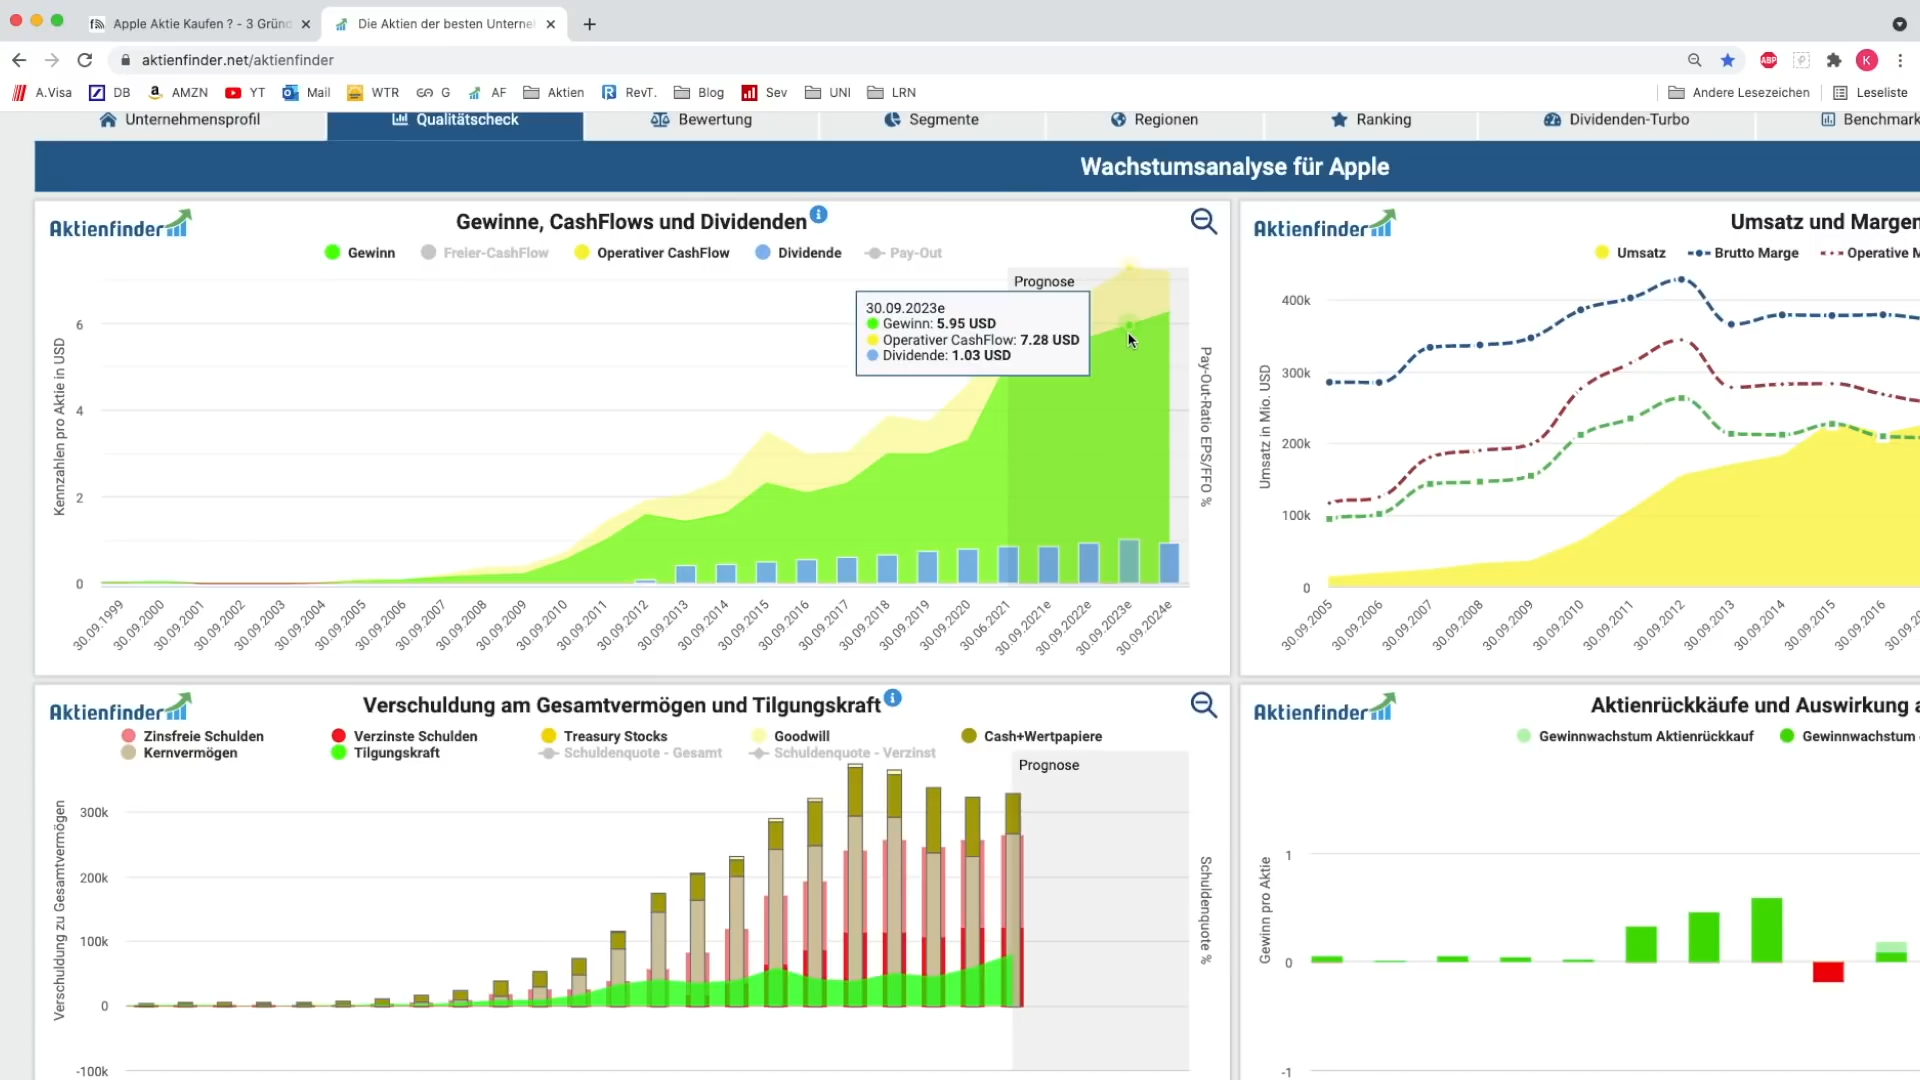 Apple Aktie Kaufen ? - 3 Gründ
Die Aktien der besten Unterneh
aktienfinder.net/aktienfinder
ABP
K
A.Visa
DB
AMZN
YT
Mail
WTR
G
AF
Aktien
RevT.
Blog
Sev
UNI
LRN
Andere Lesezeichen
Leseliste
Unternehmensprofil
Qualitätscheck
Bewertung
Segmente
Regionen
Ranking
Dividenden-Turbo
Benchmark
Wachstumsanalyse für Apple
Aktienfinder
Gewinne, CashFlows und Dividenden
Gewinn
Freier-CashFlow
Operativer CashFlow
Dividende
Pay-Out
Prognose
30.09.2023e
Gewinn: 5.95 USD
Operativer CashFlow: 7.28 USD
Dividende: 1.03 USD
Kennzahlen pro Aktie in USD
6
4
2
0
Pay-Out-Ratio EPS/FFO %
30.09.1999
30.09.2000
30.09.2001
30.09.2002
30.09.2003
30.09.2004
30.09.2005
30.09.2006
30.09.2007
30.09.2008
30.09.2009
30.09.2010
30.09.2011
30.09.2012
30.09.2013
30.09.2014
30.09.2015
30.09.2016
30.09.2017
30.09.2018
30.09.2019
30.09.2020
30.06.2021
30.09.2021e
30.09.2022e
30.09.2023e
30.09.2024e
Aktienfinder
Umsatz und Margen
Umsatz
Brutto Marge
Operative M
Umsatz in Mio. USD
400k
300k
200k
100k
0
30.09.2005
30.09.2006
30.09.2007
30.09.2008
30.09.2009
30.09.2010
30.09.2011
30.09.2012
30.09.2013
30.09.2014
30.09.2015
30.09.2016
30.09.2
Aktienfinder
Verschuldung am Gesamtvermögen und Tilgungskraft
Zinsfreie Schulden
Verzinste Schulden
Treasury Stocks
Goodwill
Cash+Wertpapiere
Kernvermögen
Tilgungskraft
Schuldenquote - Gesamt
Schuldenquote - Verzinst
Prognose
Verschuldung zu Gesamtvermögen
300k
200k
100k
0
-100k
Schuldenquote %
Aktienfinder
Aktienrückkäufe und Auswirkung a
Gewinnwachstum Aktienrückkauf
Gewinnwachstum
Gewinn pro Aktie
1
0
-1